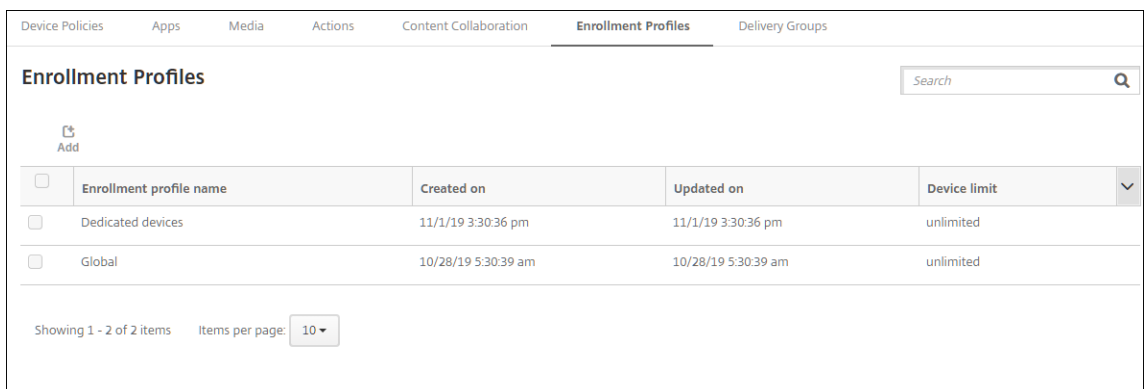 Device Policies Apps Media Actions Content Collaboration Enrollment Profiles Delivery Groups
Enrollment Profiles
Search
Add
Enrollment profile name Created on Updated on Device limit
Dedicated devices 11/1/19 3:30:36 pm 11/1/19 3:30:36 pm unlimited
Global 10/28/19 5:30:39 am 10/28/19 5:30:39 am unlimited
Showing 1 - 2 of 2 items Items per page: 10